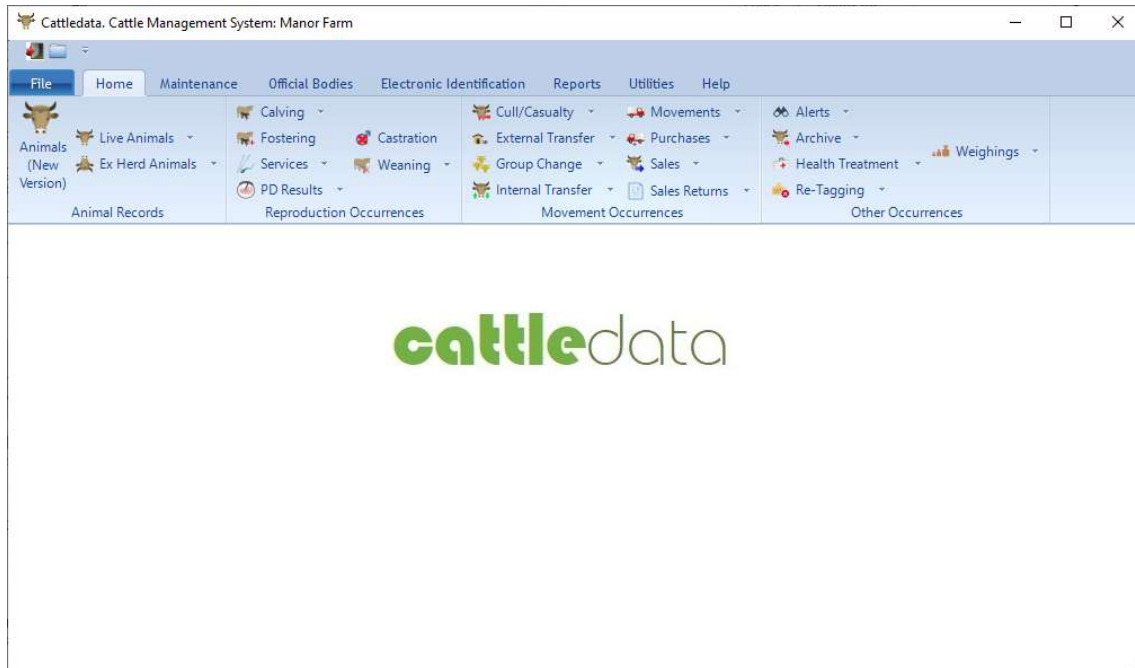 Cattledata. Cattle Management System: Manor Farm
File Home Maintenance Official Bodies Electronic Identification Reports Utilities Help
Animals
(New
Version)
Live Animals
Ex Herd Animals
Animal Records
Calving
Fostering
Services
PD Results
Castration
Weaning
Reproduction Occurrences
Cull/Casualty
External Transfer
Group Change
Internal Transfer
Movements
Purchases
Sales
Sales Returns
Movement Occurrences
Alerts
Archive
Health Treatment
Re-Tagging
Weighings
Other Occurrences
cattledata